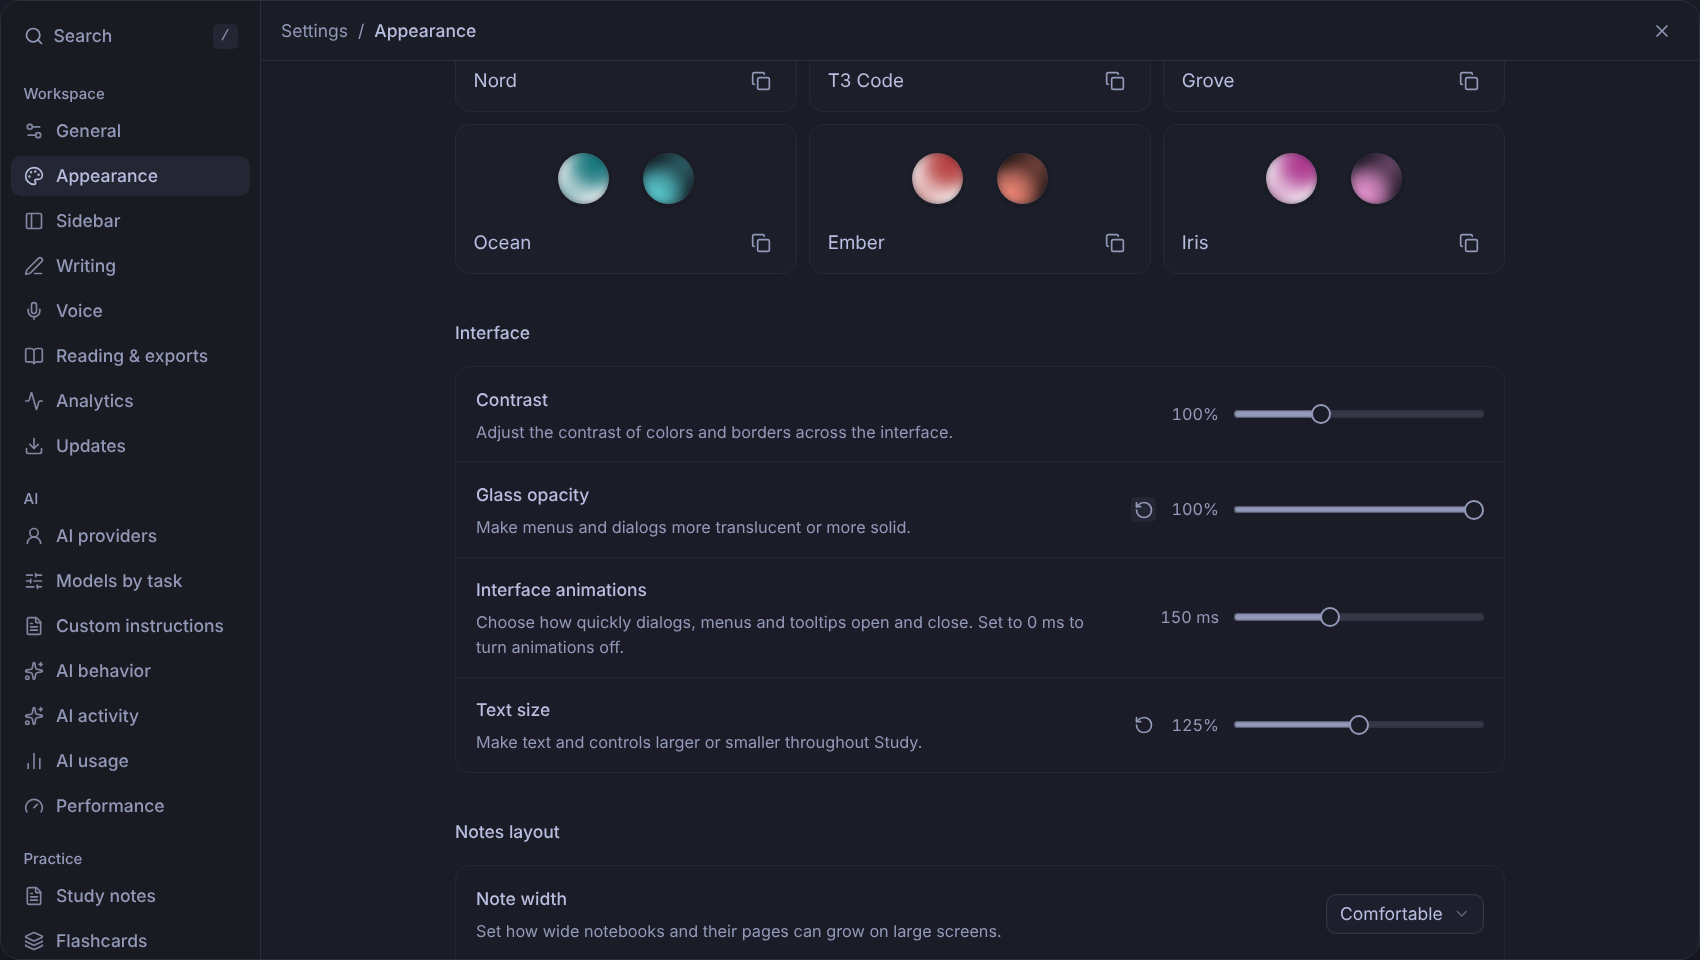 Search
/
Workspace
General
Appearance
Sidebar
Writing
Voice
Reading & exports
Analytics
Updates
AI
AI providers
Models by task
Custom instructions
AI behavior
AI activity
AI usage
Performance
Practice
Study notes
Flashcards
Settings / Appearance
Nord
T3 Code
Grove
Ocean
Ember
Iris
Interface
Contrast
Adjust the contrast of colors and borders across the interface.
100%
Glass opacity
Make menus and dialogs more translucent or more solid.
100%
Interface animations
Choose how quickly dialogs, menus and tooltips open and close. Set to 0 ms to
turn animations off.
150 ms
Text size
Make text and controls larger or smaller throughout Study.
125%
Notes layout
Note width
Set how wide notebooks and their pages can grow on large screens.
Comfortable